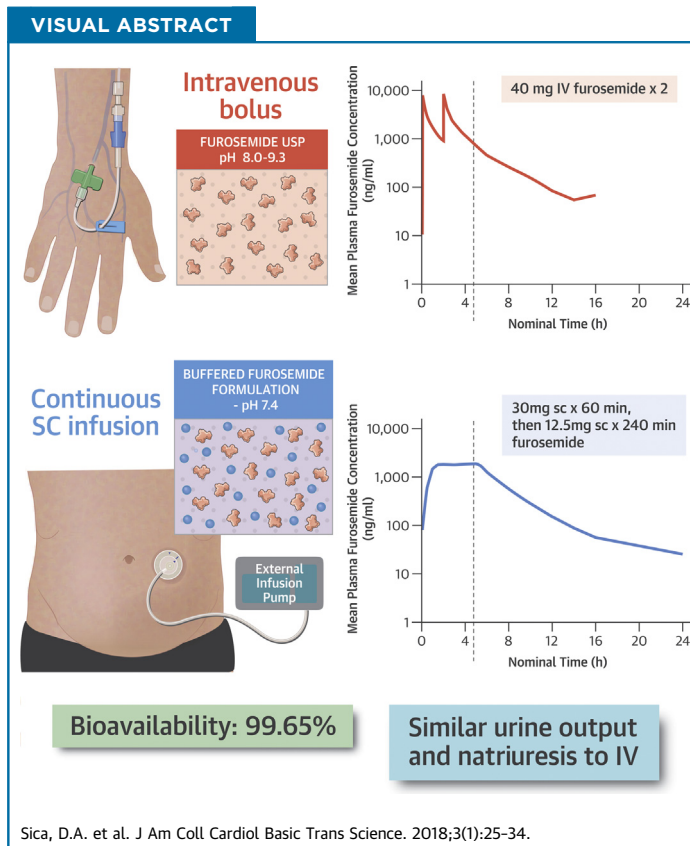 VISUAL ABSTRACT
Intravenous
bolus
FUROSEMIDE USP
pH 8.0-9.3
Mean Plasma Furosemide Concentration
(ng/ml)
10,000
1,000
100
10
1
40 mg IV furosemide x 2
0
4
8
12
16
20
24
Nominal Time (h)
Continuous
SC infusion
BUFFERED FUROSEMIDE
FORMULATION
- pH 7.4
External
Infusion
Pump
Mean Plasma Furosemide Concentration
(ng/ml)
10,000
1,000
100
10
1
30mg sc x 60 min,
then 12.5mg sc x 240 min
furosemide
0
4
8
12
16
20
24
Nominal Time (h)
Bioavailability: 99.65%
Similar urine output
and natriuresis to IV
Sica, D.A. et al. J Am Coll Cardiol Basic Trans Science. 2018;3(1):25–34.